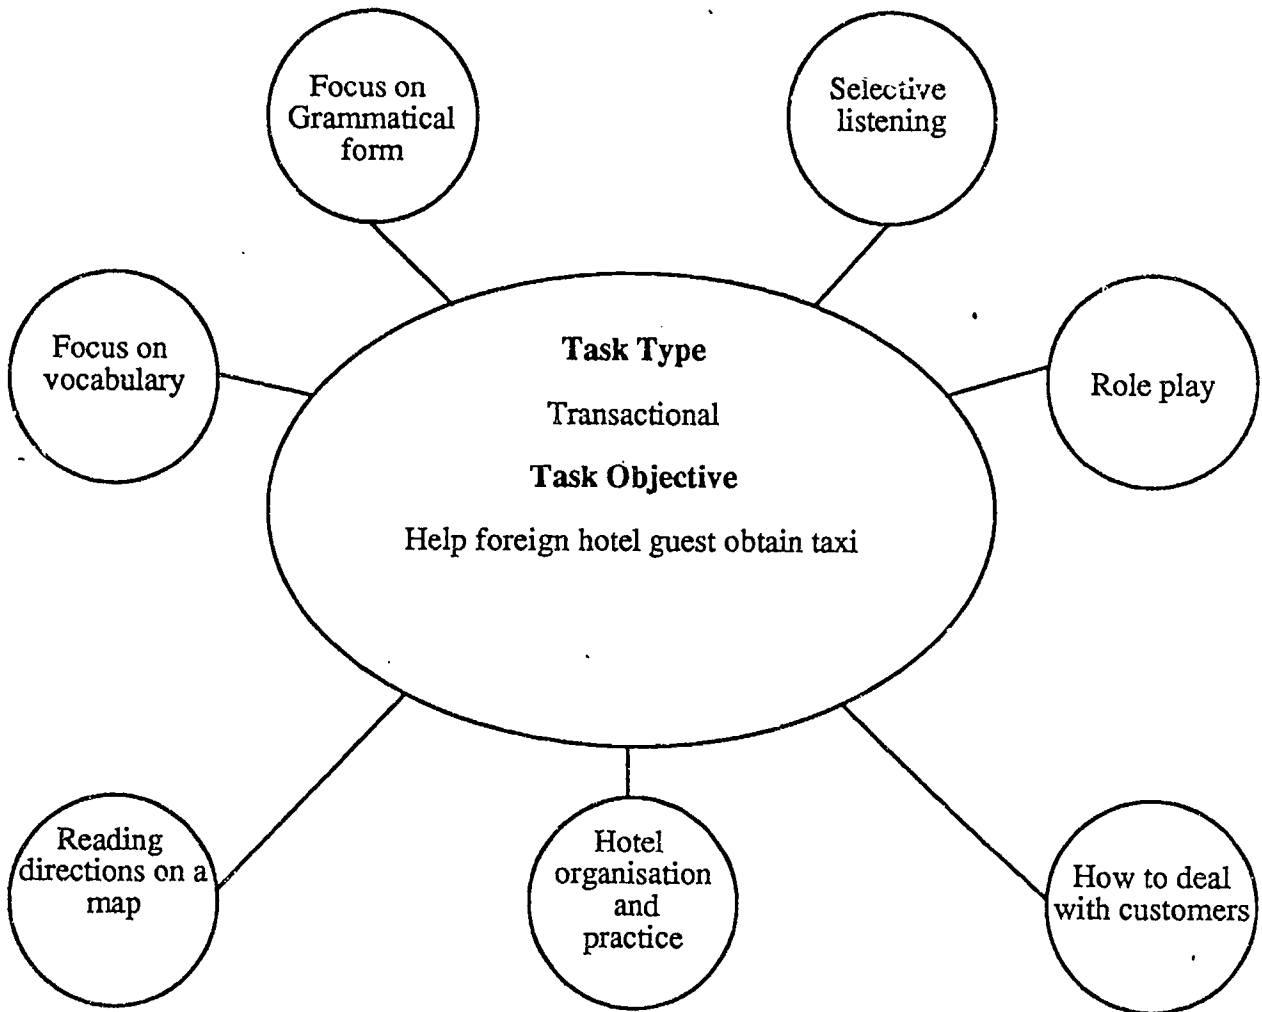 Focus on
Grammatical
form
Selective
listening
Focus on
vocabulary
Task Type
Transactional
Task Objective
Help foreign hotel guest obtain taxi
Role play
Reading
directions on a
map
Hotel
organisation
and
practice
How to deal
with customers